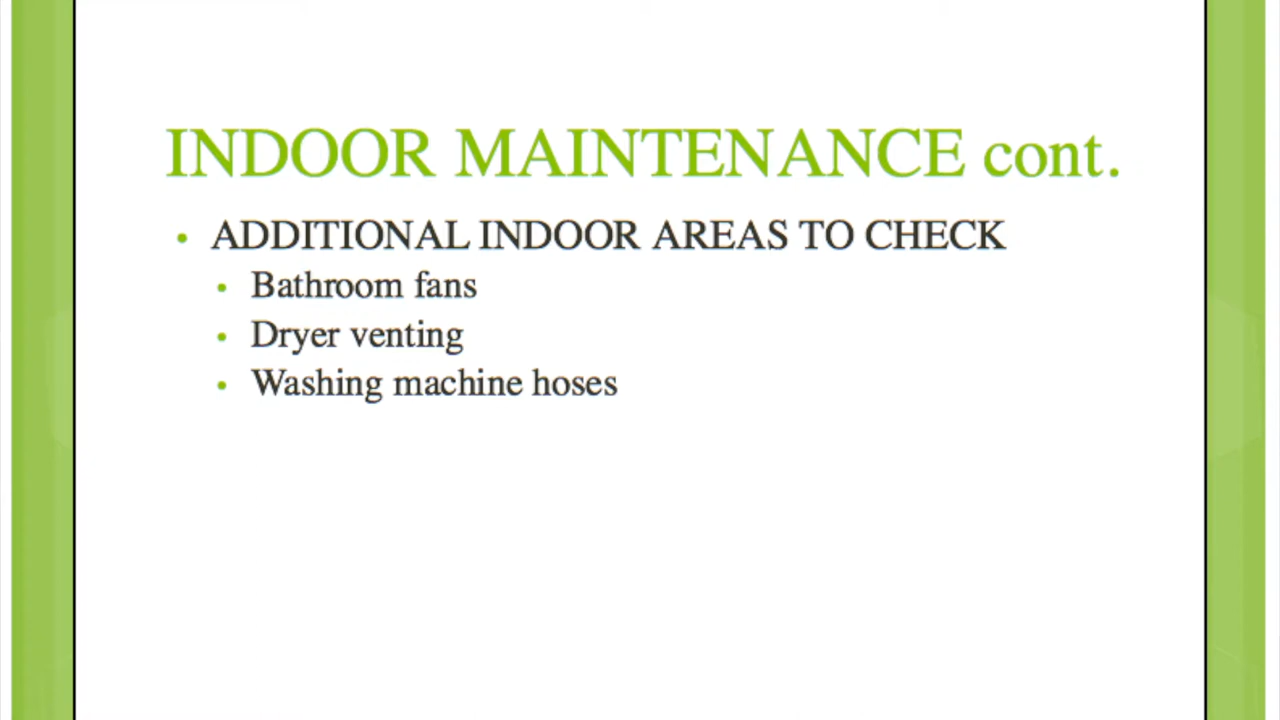 INDOOR MAINTENANCE cont.
• ADDITIONAL INDOOR AREAS TO CHECK
• Bathroom fans
• Dryer venting
• Washing machine hoses